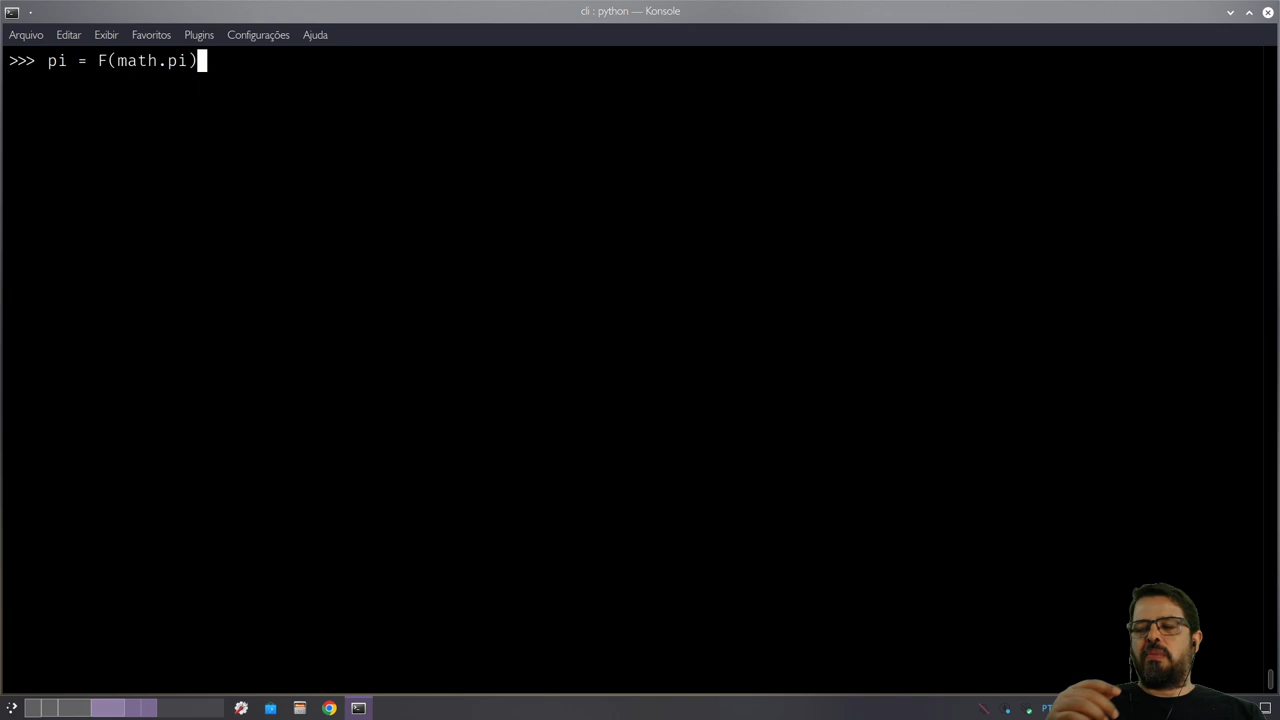 cli : python — Konsole
Arquivo Editar Exibir Favoritos Plugins Configurações Ajuda
>>> pi = F(math.pi)